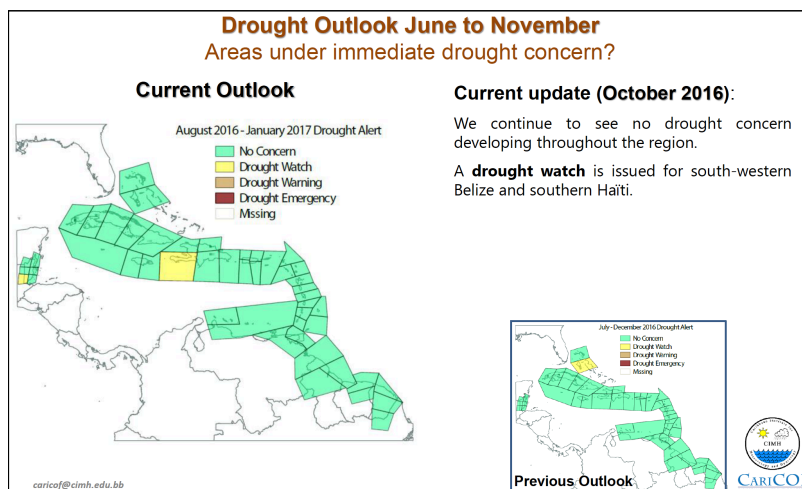 Drought Outlook June to November
Areas under immediate drought concern?
Current Outlook
August 2016 - January 2017 Drought Alert
No Concern
Drought Watch
Drought Warning
Drought Emergency
Missing
Current update (October 2016):
We continue to see no drought concern
developing throughout the region.
A drought watch is issued for south-western
Belize and southern Haïti.
July - December 2016 Drought Alert
No Concern
Drought Watch
Drought Warning
Drought Emergency
Missing
Previous Outlook
CIMH
CARICO
caricof@cimh.edu.bb